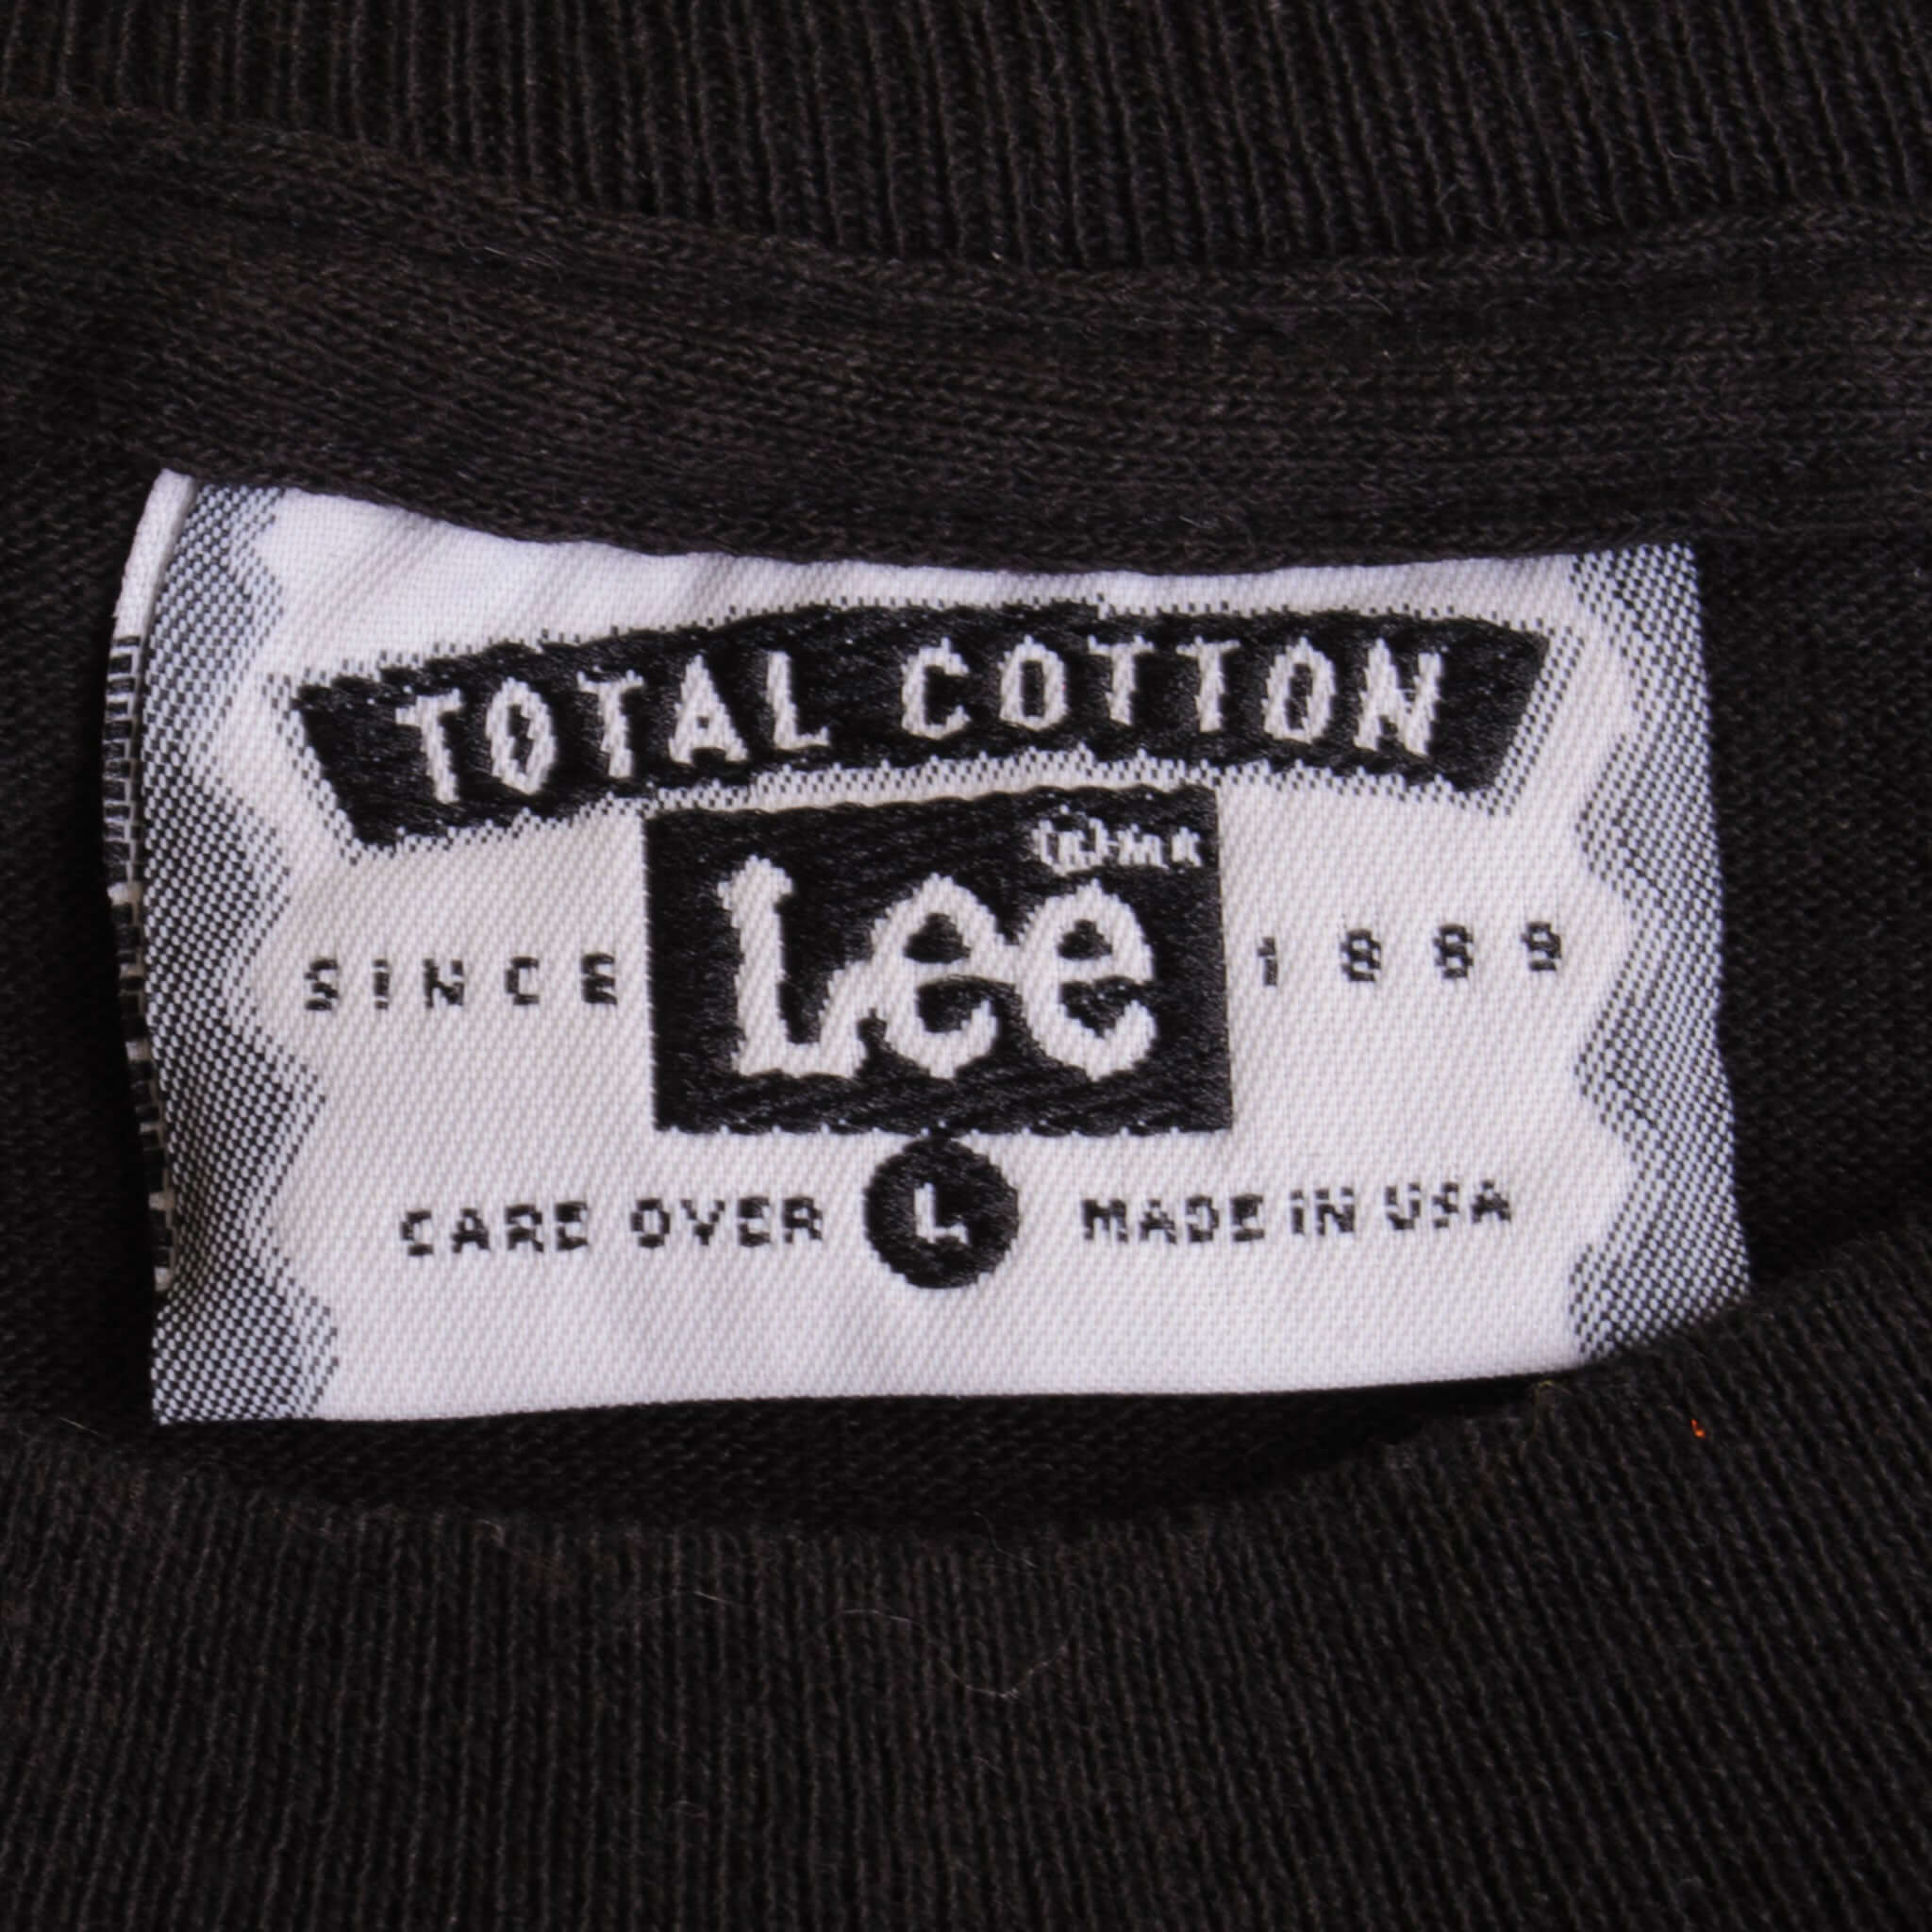 TOTAL COTTON
Lee
SINCE 1889
CARE OVER L MADE IN USA